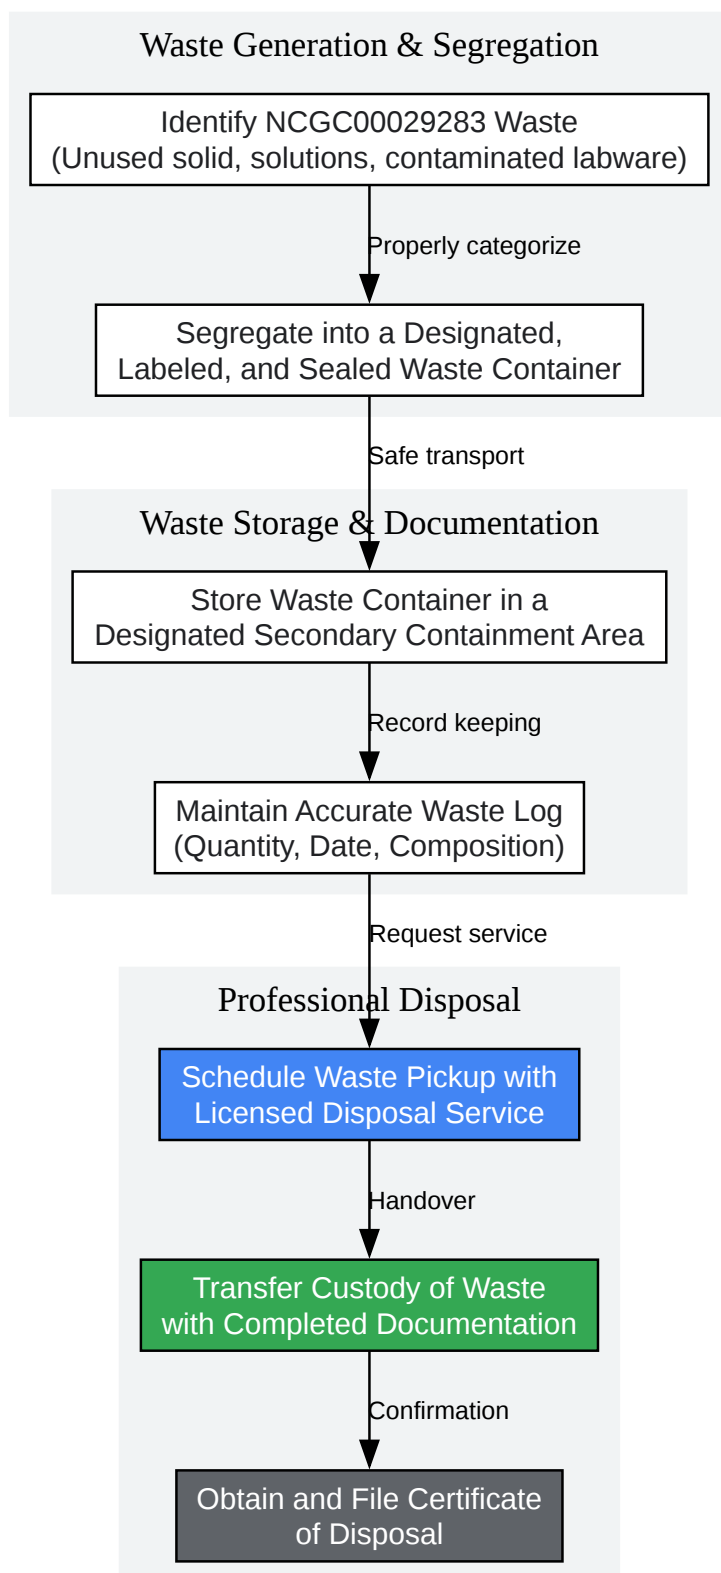 Waste Generation & Segregation
Identify NCGC00029283 Waste
(Unused solid, solutions, contaminated labware)
Properly categorize
Segregate into a Designated,
Labeled, and Sealed Waste Container
Safe transport
Waste Storage & Documentation
Store Waste Container in a
Designated Secondary Containment Area
Record keeping
Maintain Accurate Waste Log
(Quantity, Date, Composition)
Request service
Professional Disposal
Schedule Waste Pickup with
Licensed Disposal Service
Handover
Transfer Custody of Waste
with Completed Documentation
Confirmation
Obtain and File Certificate
of Disposal